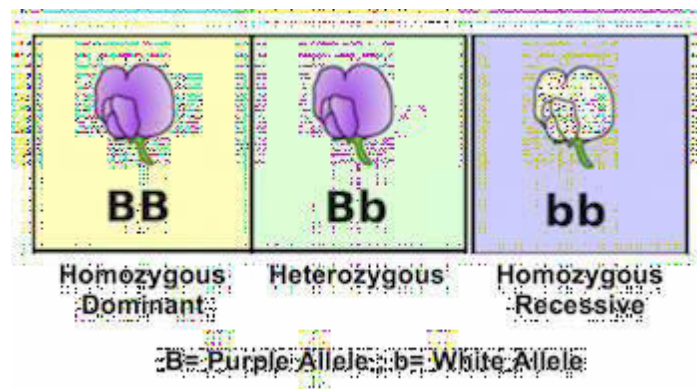 BB Bb bb
Homozygous Heterozygous Homozygous
Dominant Recessive
B= Purple Allele ; b= White Allele